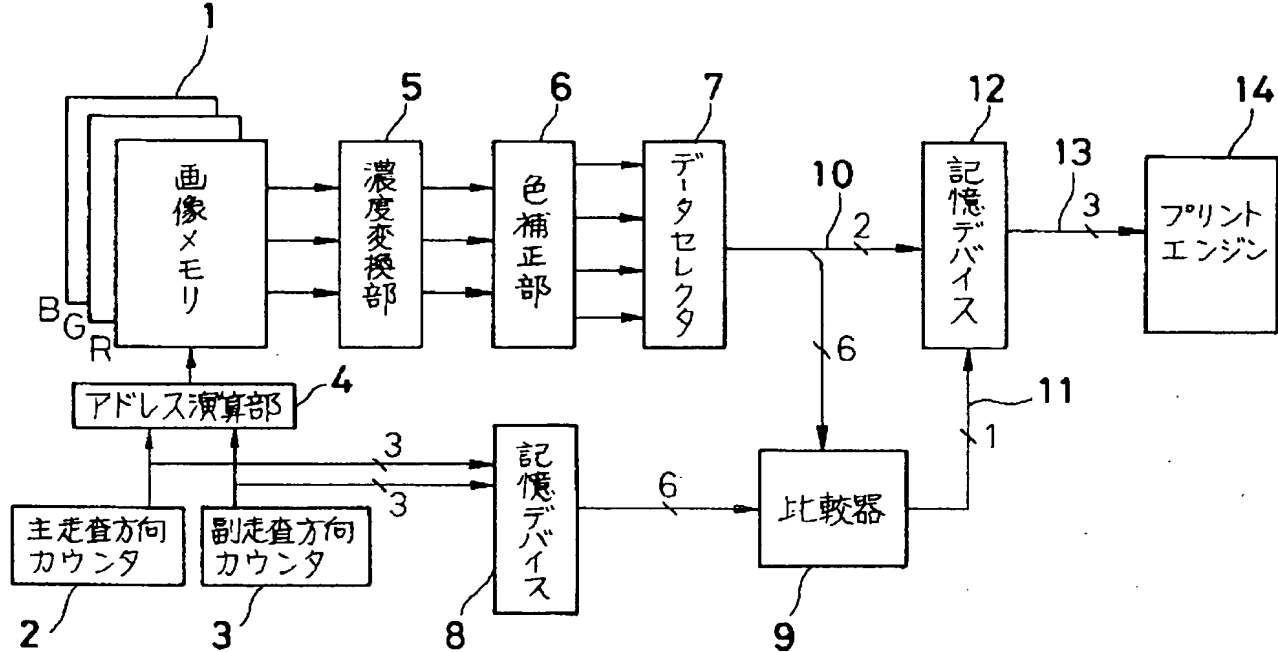 1
5
6
7
12
14
画像メモリ
濃度変換部
色補正部
データセレクタ
10
2
記憶デバイス
13
3
プリント
エンジン
B
G
R
6
アドレス演算部
4
11
1
3
3
記憶デバイス
6
比較器
主走査方向
カウンタ
副走査方向
カウンタ
2
3
8
9